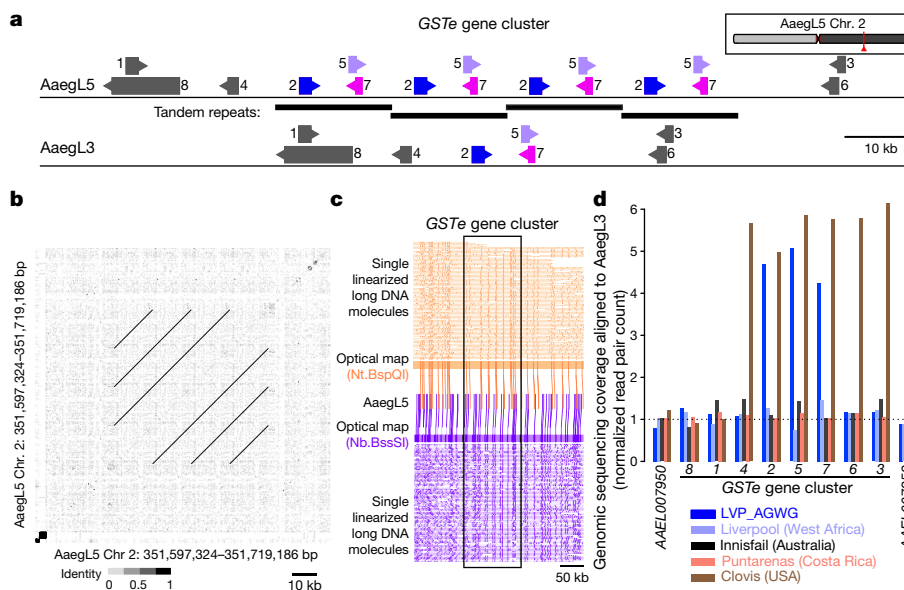 a
GSTe gene cluster
AaegL5 Chr. 2
1 5 5 5 5 3
AaegL5 8 4 2 7 2 7 2 7 2 7 6
Tandem repeats:
1 5 3
AaegL3 8 4 2 7 6
10 kb
b
AaegL5 Chr. 2: 351,597,324–351,719,186 bp
AaegL5 Chr 2: 351,597,324–351,719,186 bp
Identity
0 0.5 1
10 kb
c
GSTe gene cluster
Single
linearized
long DNA
molecules
Optical map
(Nt.BspQI)
AaegL5
Optical map
(Nb.BssSI)
Single
linearized
long DNA
molecules
50 kb
d
Genomic sequencing coverage aligned to AaegL3
(normalized read pair count)
6
5
4
3
2
1
0
AAEL007950
8 1 4 2 5 7 6 3
GSTe gene cluster
LVP_AGWG
Liverpool (West Africa)
Innisfail (Australia)
Puntarenas (Costa Rica)
Clovis (USA)